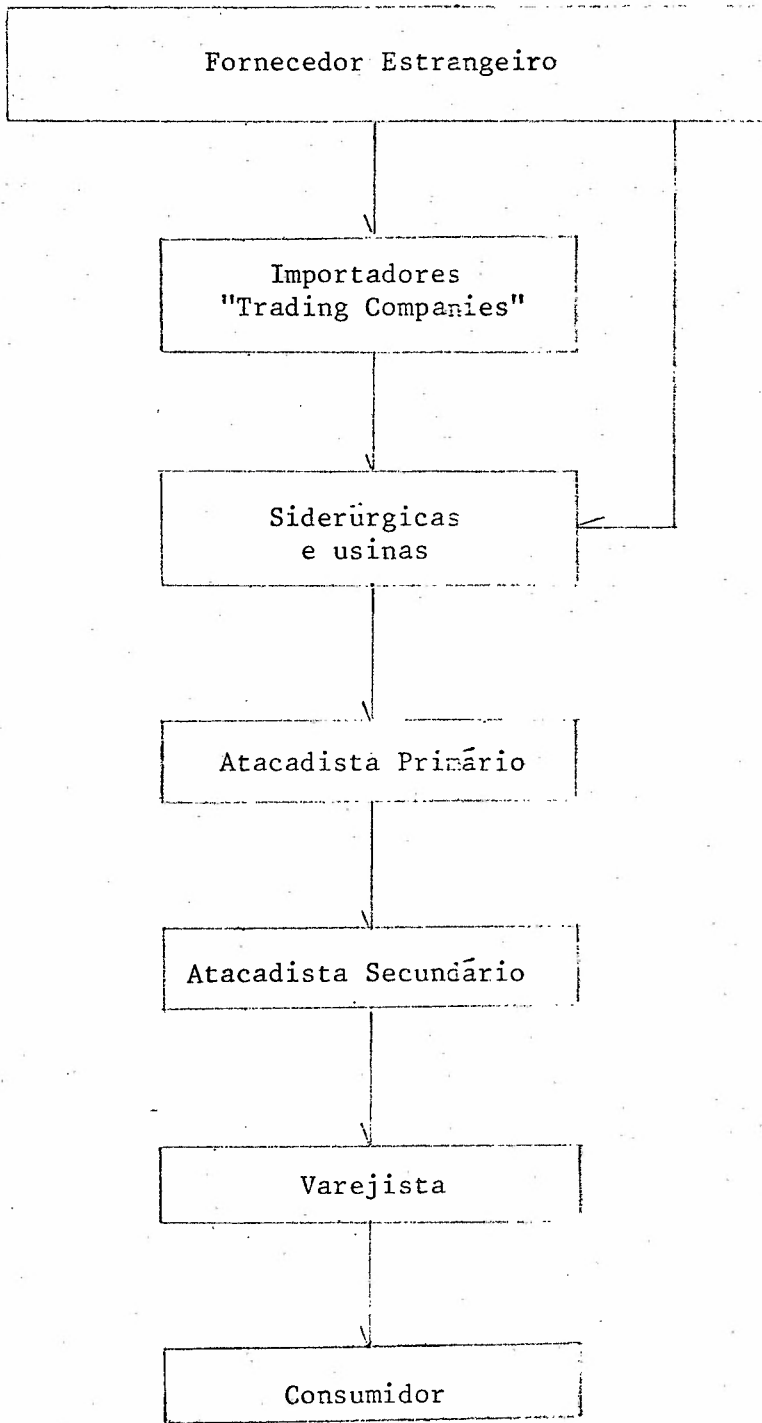 Fornecedor Estrangeiro
Importadores
"Trading Companies"
Siderúrgicas
e usinas
Atacadista Primário
Atacadista Secundário
Varejista
Consumidor